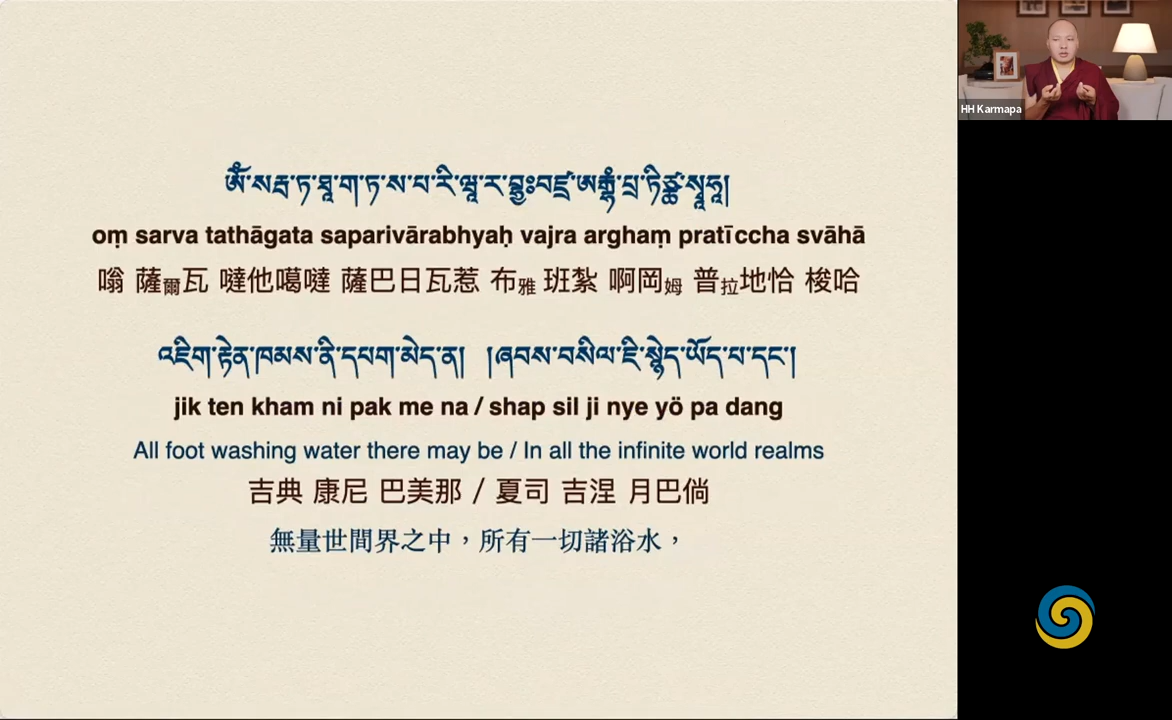 ཨོཾ་སརྦ་ཏ་ཐཱ་ག་ཏ་ས་པ་རི་ཝཱ་ར་བྷྱཿབཛྲ་ཨརྒྷཾ་པྲ་ཏཱིཙྪ་སྭཱ་ཧཱ།
oṃ sarva tathāgata saparivārabhyaḥ vajra arghaṃ pratīccha svāhā
嗡 薩爾瓦 噠他噶噠 薩巴日瓦惹 布雅 班紮 啊岡姆 普拉地恰 梭哈
འཇིག་རྟེན་ཁམས་ནི་དཔག་མེད་ན། །ཞབས་བསིལ་ཇི་སྙེད་ཡོད་པ་དང་།
jik ten kham ni pak me na / shap sil ji nye yö pa dang
All foot washing water there may be / In all the infinite world realms
吉典 康尼 巴美那 / 夏司 吉涅 月巴倘
無量世間界之中，所有一切諸浴水，
HH Karmapa